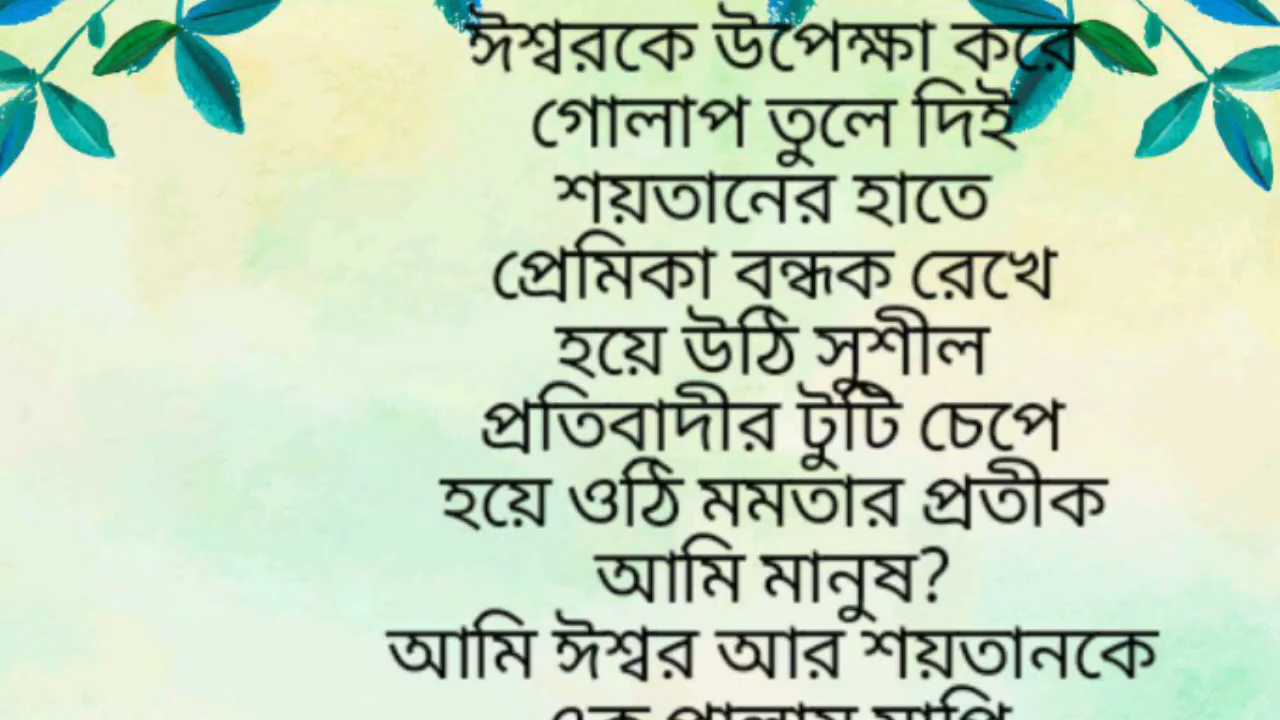 ঈশ্বরকে উপেক্ষা করে
গোলাপ তুলে দিই
শয়তানের হাতে
প্রেমিকা বন্ধক রেখে
হয়ে উঠি সুশীল
প্রতিবাদীর টুটি চেপে
হয়ে ওঠি মমতার প্রতীক
আমি মানুষ?
আমি ঈশ্বর আর শয়তানকে